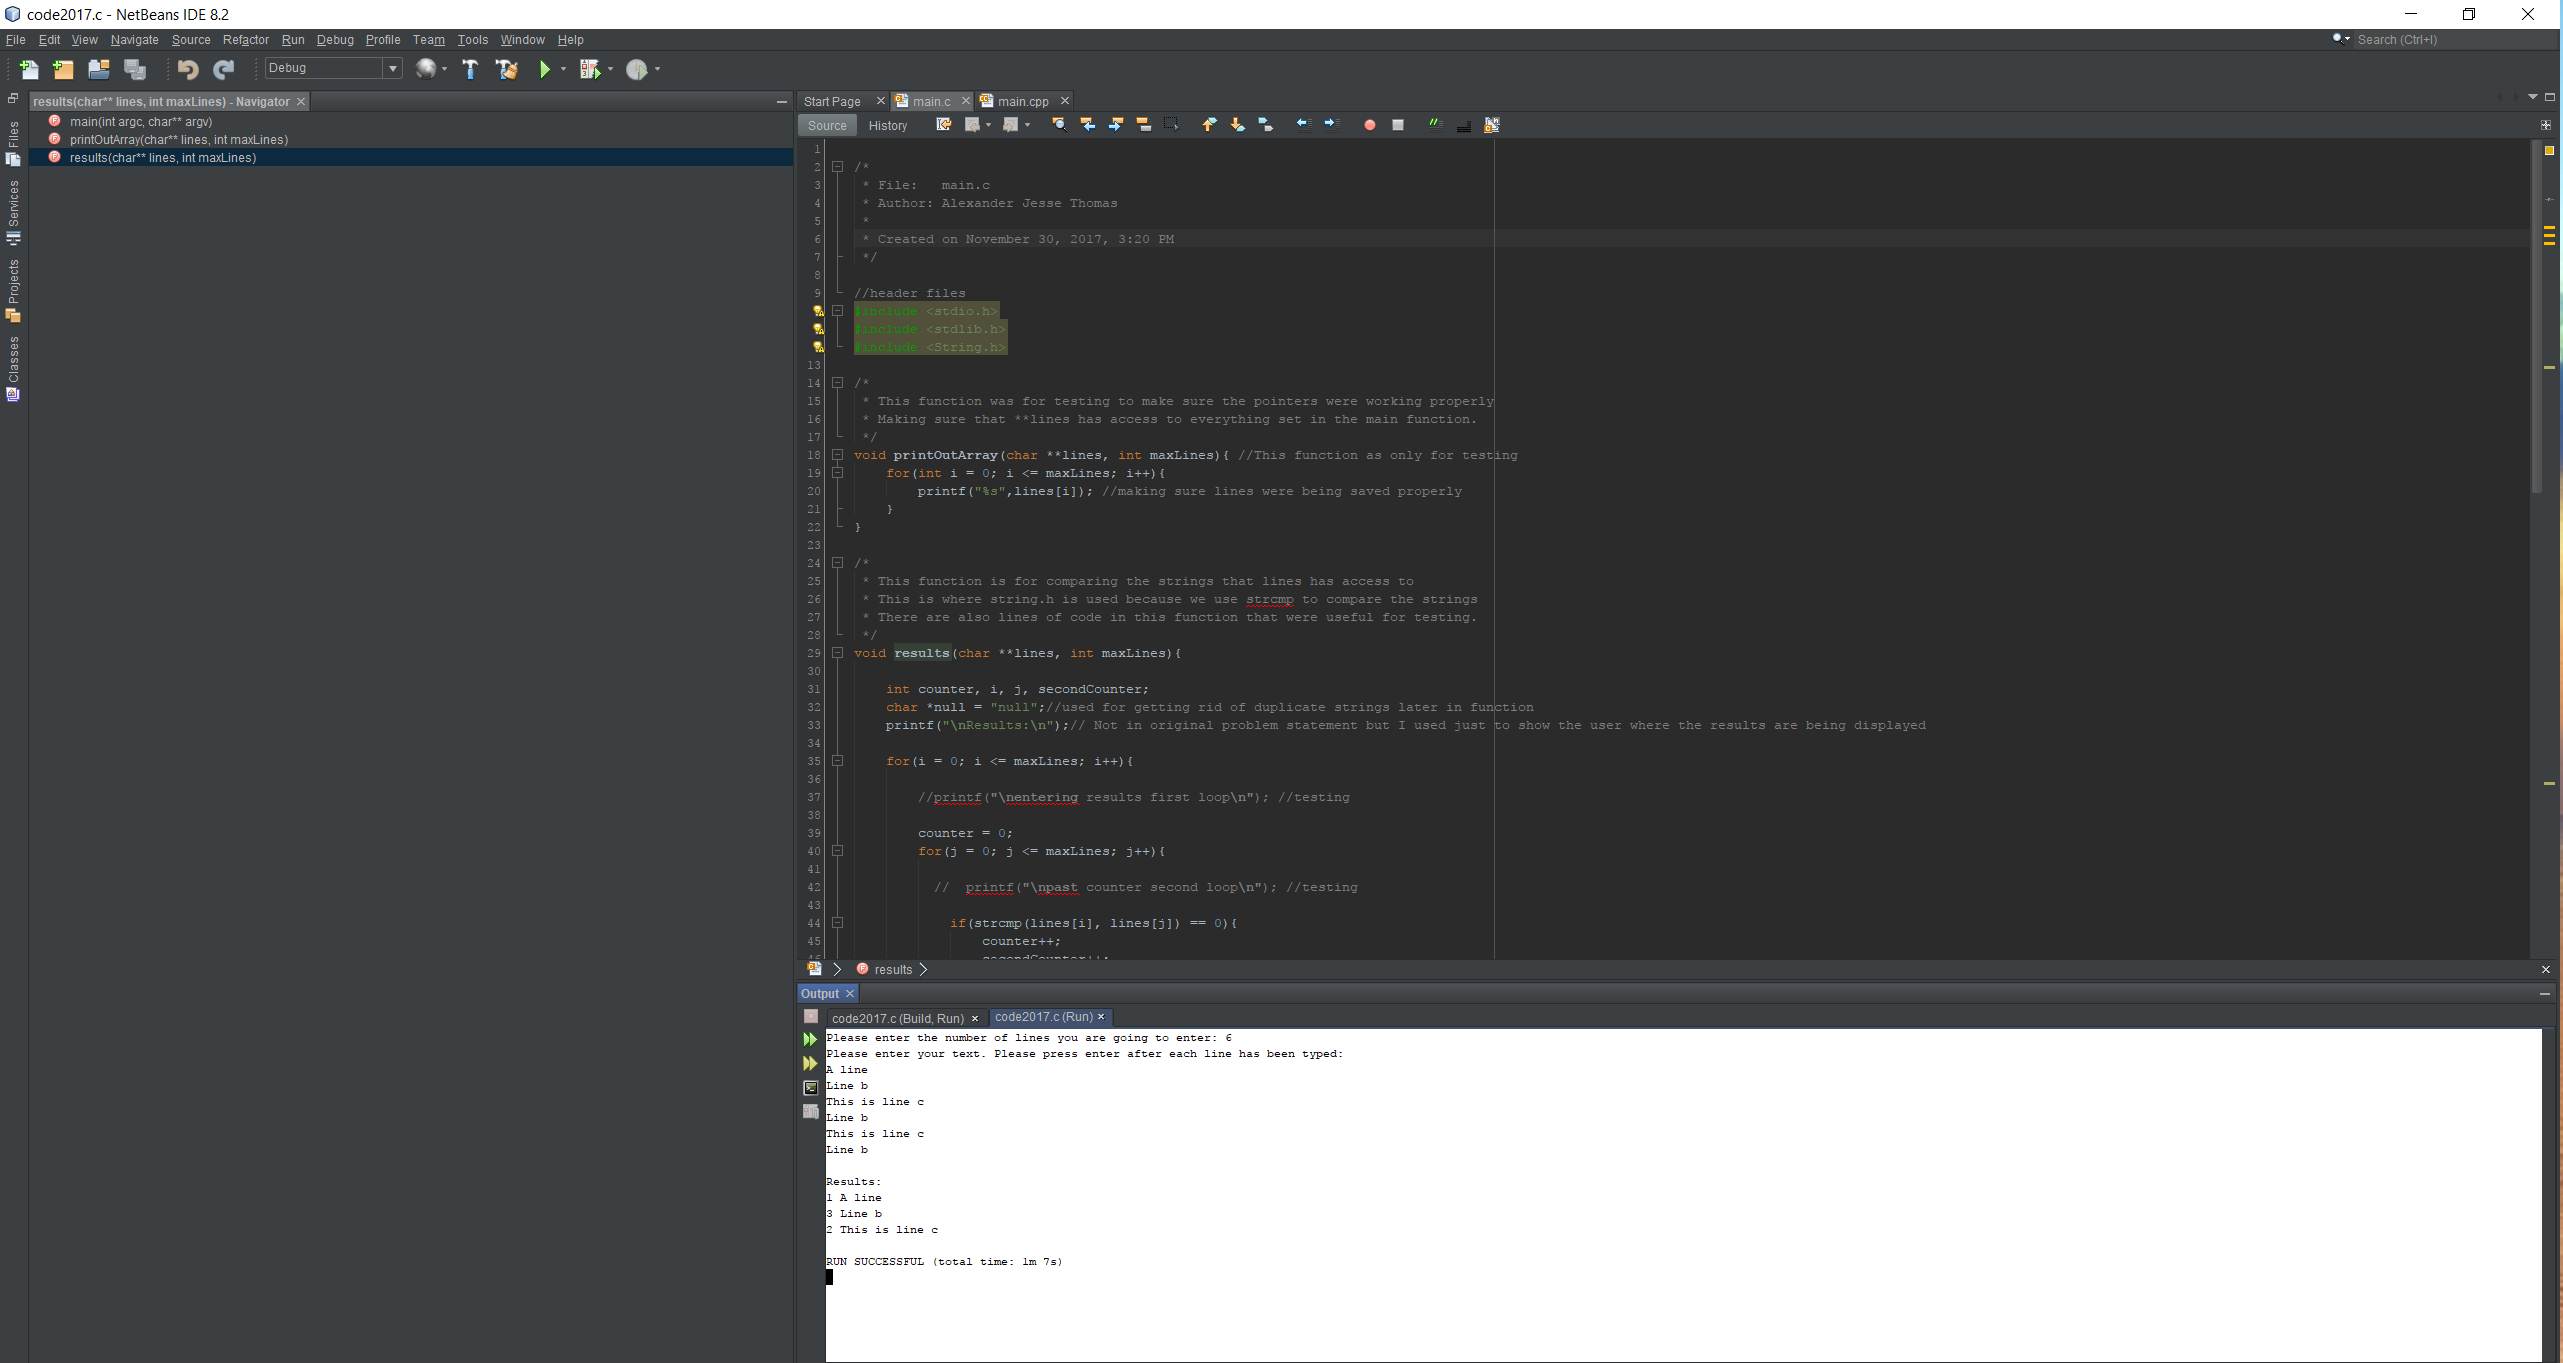 code2017.c - NetBeans IDE 8.2
File Edit View Navigate Source Refactor Run Debug Profile Team Tools Window Help
Search (Ctrl+I)
Debug
results(char** lines, int maxLines) - Navigator
main(int argc, char** argv)
printOutArray(char** lines, int maxLines)
results(char** lines, int maxLines)
Files
Services
Projects
Classes
Start Page main.c main.cpp
Source History
1
2 /*
3 * File: main.c
4 * Author: Alexander Jesse Thomas
5 *
6 * Created on November 30, 2017, 3:20 PM
7 */
8
9 //header files
#include <stdio.h>
#include <stdlib.h>
#include <String.h>
13
14 /*
15 * This function was for testing to make sure the pointers were working properly
16 * Making sure that **lines has access to everything set in the main function.
17 */
18 void printOutArray(char **lines, int maxLines){ //This function as only for testing
19 for(int i = 0; i <= maxLines; i++){
20 printf("%s",lines[i]); //making sure lines were being saved properly
21 }
22 }
23
24 /*
25 * This function is for comparing the strings that lines has access to
26 * This is where string.h is used because we use strcmp to compare the strings
27 * There are also lines of code in this function that were useful for testing.
28 */
29 void results(char **lines, int maxLines){
30
31 int counter, i, j, secondCounter;
32 char *null = "null";//used for getting rid of duplicate strings later in function
33 printf("\nResults:\n");// Not in original problem statement but I used just to show the user where the results are being displayed
34
35 for(i = 0; i <= maxLines; i++){
36
37 //printf("\nentering results first loop\n"); //testing
38
39 counter = 0;
40 for(j = 0; j <= maxLines; j++){
41
42 // printf("\npast counter second loop\n"); //testing
43
44 if(strcmp(lines[i], lines[j]) == 0){
45 counter++;
46 secondCounter++;
results
Output
code2017.c (Build, Run) code2017.c (Run)
Please enter the number of lines you are going to enter: 6
Please enter your text. Please press enter after each line has been typed:
A line
Line b
This is line c
Line b
This is line c
Line b
Results:
1 A line
3 Line b
2 This is line c
RUN SUCCESSFUL (total time: 1m 7s)